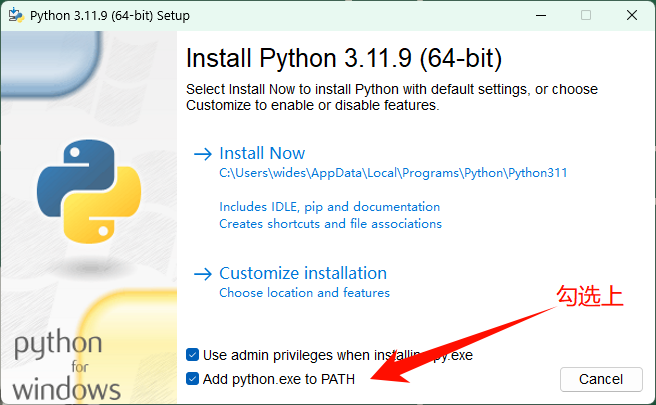 Python 3.11.9 (64-bit) Setup
Install Python 3.11.9 (64-bit)
Select Install Now to install Python with default settings, or choose
Customize to enable or disable features.
Install Now
C:\Users\wides\AppData\Local\Programs\Python\Python311
Includes IDLE, pip and documentation
Creates shortcuts and file associations
Customize installation
Choose location and features
勾选上
Use admin privileges when installing py.exe
Add python.exe to PATH
Cancel
python
for
windows